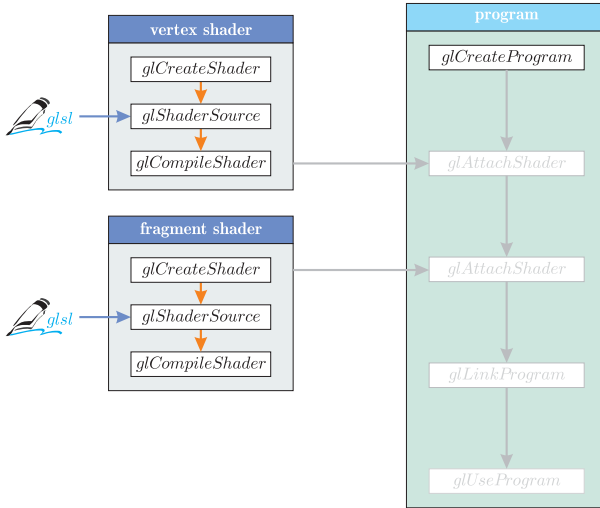 vertex shader
glCreateShader
glsl
glShaderSource
glCompileShader
fragment shader
glCreateShader
glsl
glShaderSource
glCompileShader
program
glCreateProgram
glAttachShader
glAttachShader
glLinkProgram
glUseProgram